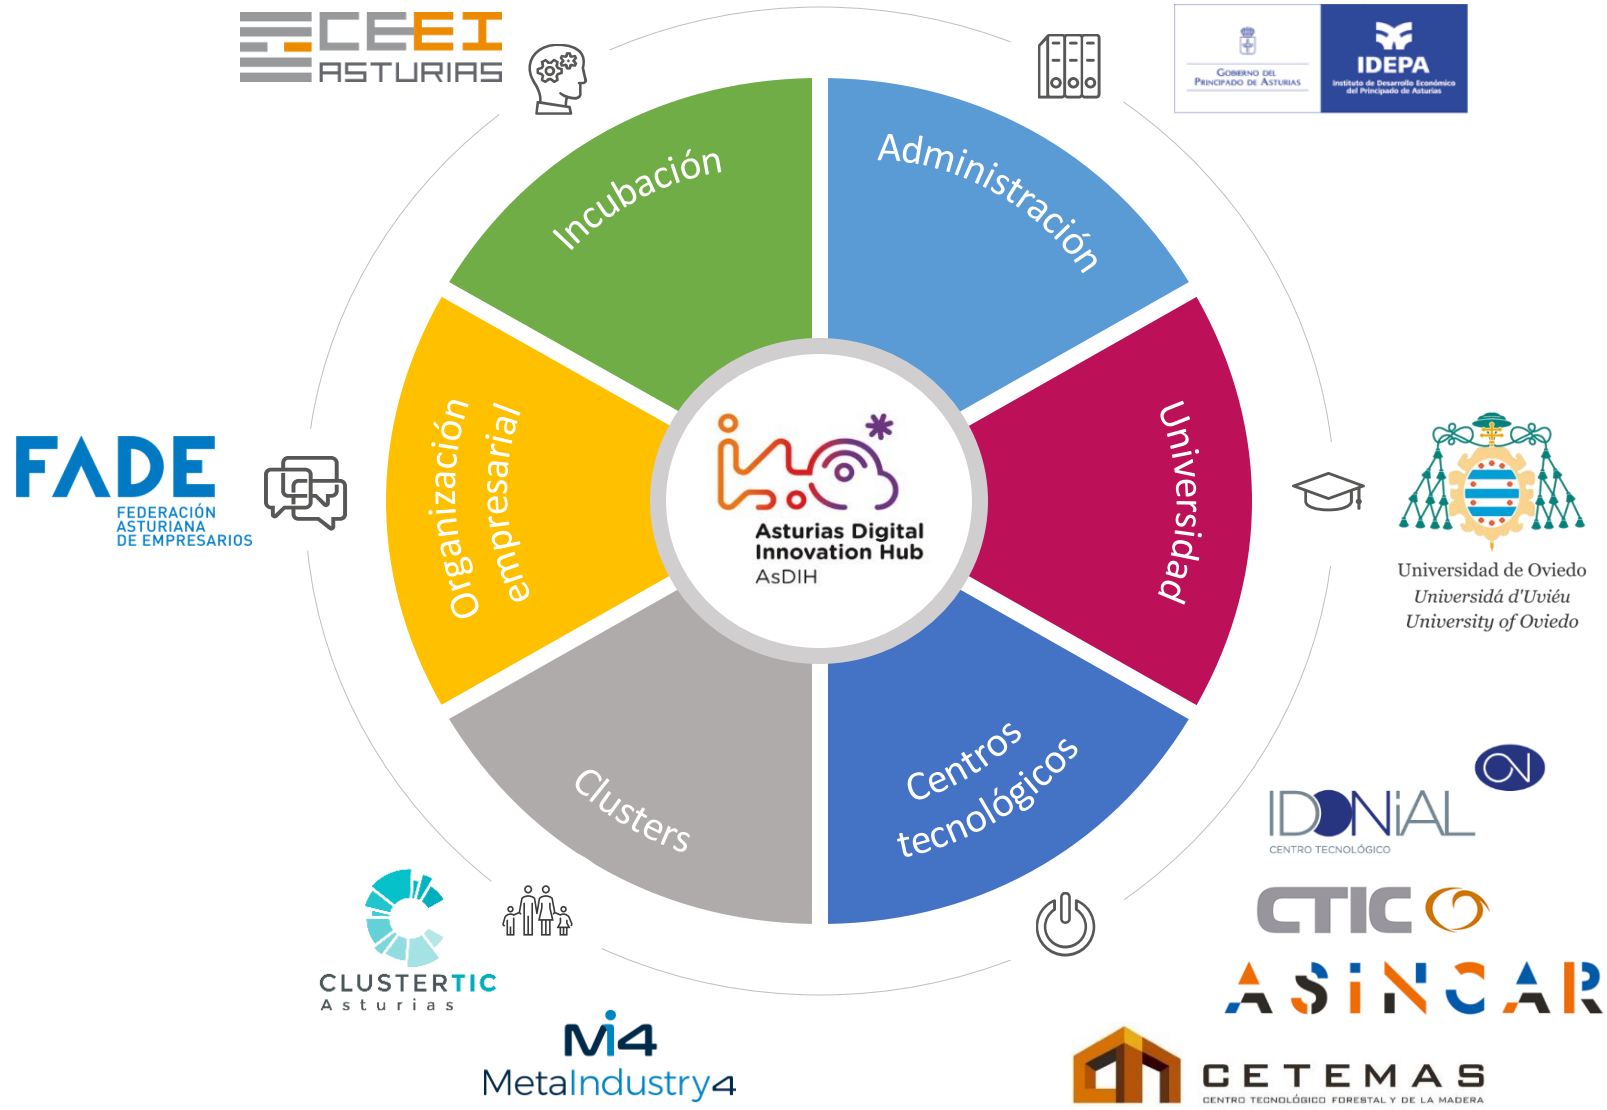 CEEI
ASTURIAS
GOBIERNO DEL
PRINCIPADO DE ASTURIAS
IDEPA
Instituto de Desarrollo Económico
del Principado de Asturias
Incubación
Administración
Organización
empresarial
Universidad
Asturias Digital
Innovation Hub
AsDIH
FADE
FEDERACIÓN
ASTURIANA
DE EMPRESARIOS
Universidad de Oviedo
Universidá d'Uviéu
University of Oviedo
Clusters
Centros
tecnológicos
IDONiAL
CENTRO TECNOLÓGICO
CTIC
ASiNCAR
CLUSTERTIC
Asturias
Mi4
MetaIndustry4
CETEMAS
CENTRO TECNOLÓGICO FORESTAL Y DE LA MADERA